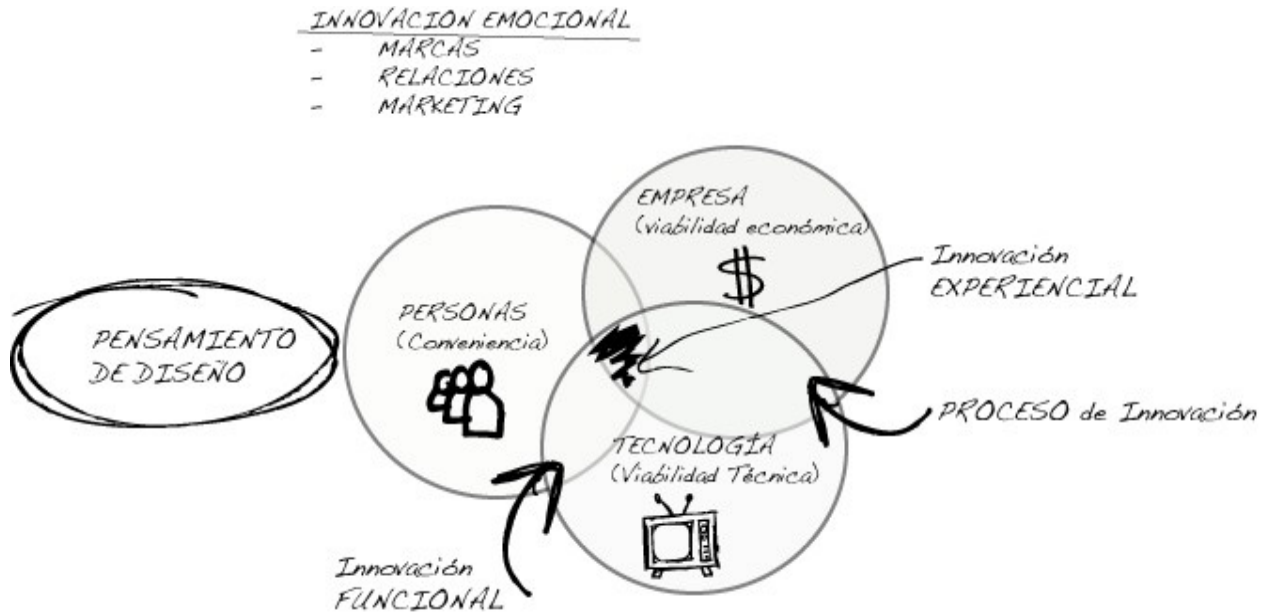 INNOVACION EMOCIONAL
- MARCAS
- RELACIONES
- MARKETING
EMPRESA
(viabilidad económica)
$
Innovación
EXPERIENCIAL
PERSONAS
(Conveniencia)
PENSAMIENTO
DE DISEÑO
PROCESO de Innovación
TECNOLOGÍA
(Viabilidad Técnica)
Innovación
FUNCIONAL